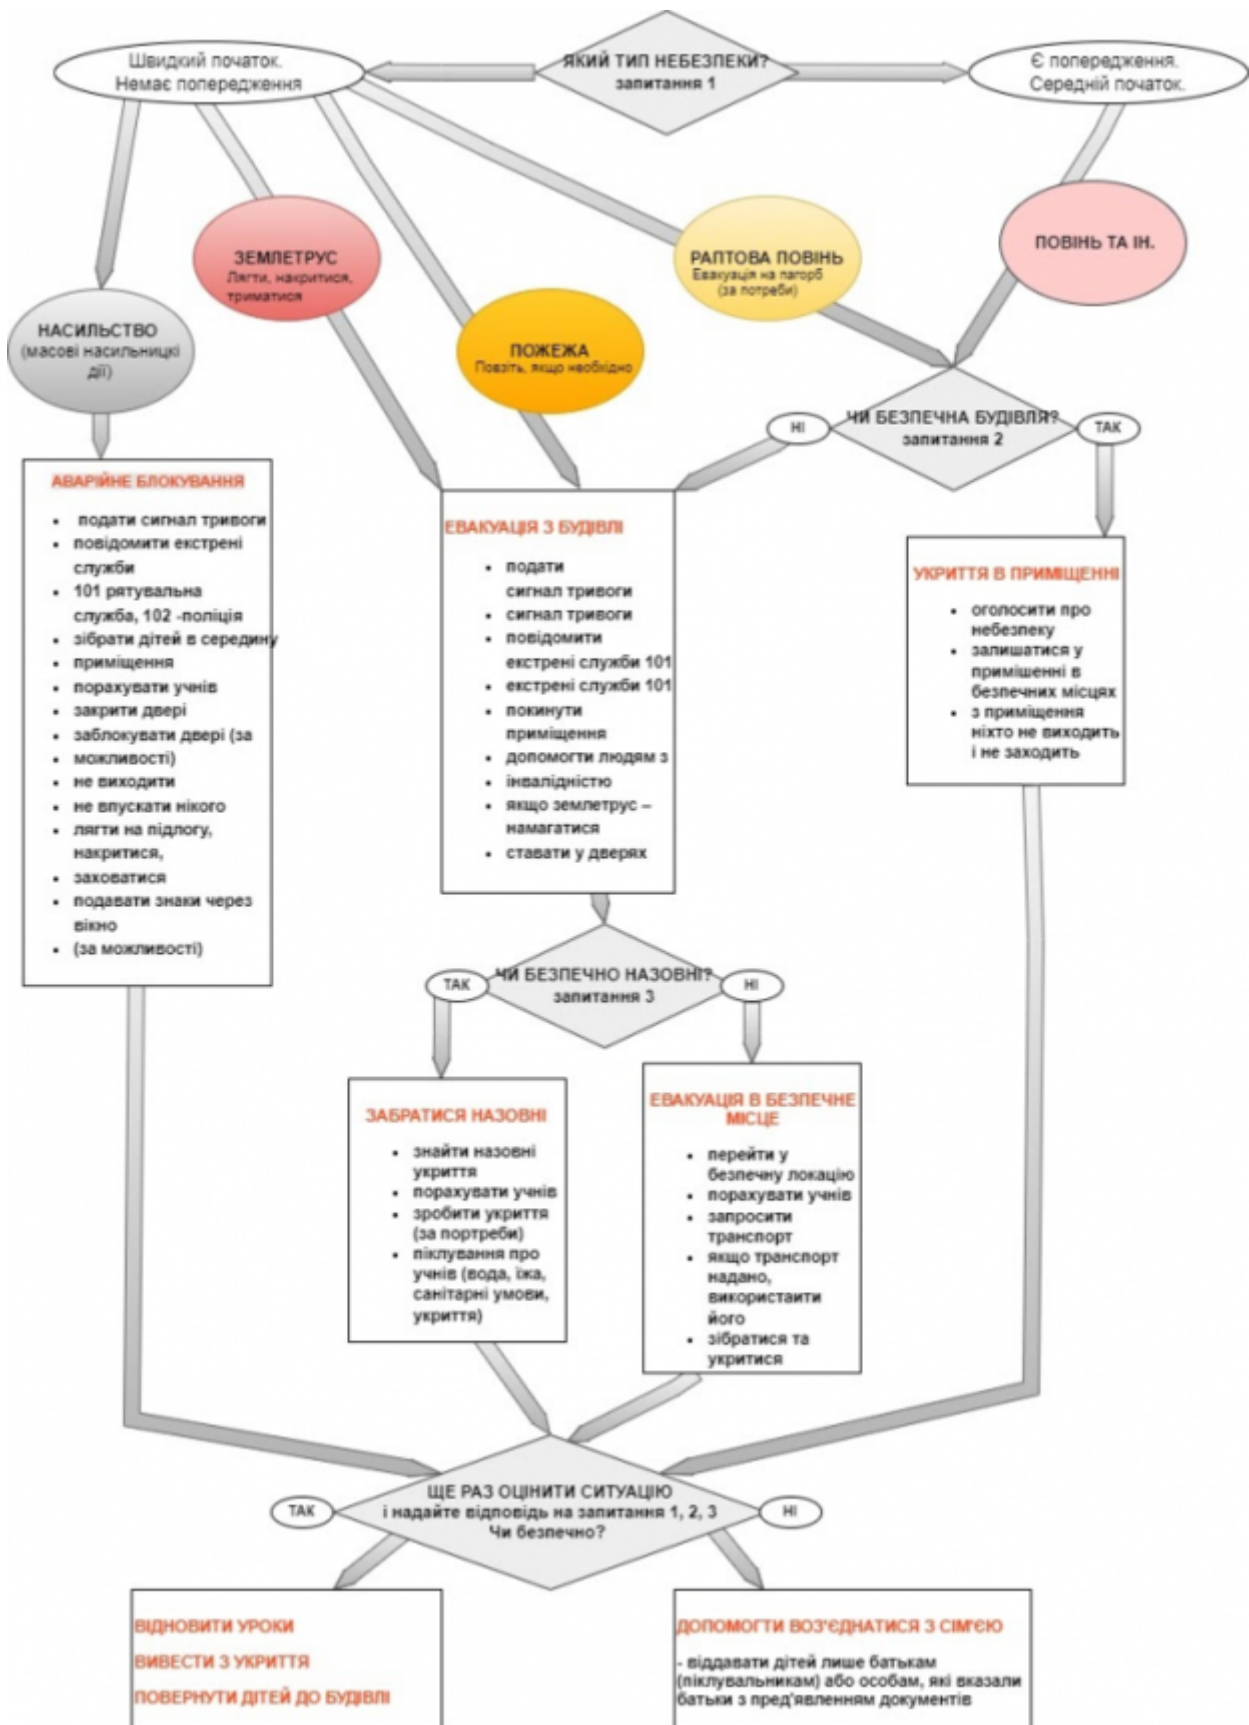 ЯКИЙ ТИП НЕБЕЗПЕКИ?
запитання 1
Швидкий початок.
Немає попередження
Є попередження.
Середній початок.
ЗЕМЛЕТРУС
Лягти, накритися,
триматися
РАПТОВА ПОВІНЬ
Евакуація на пагорб
(за потреби)
ПОВІНЬ ТА ІН.
НАСИЛЬСТВО
(масові насильницкі
дії)
ПОЖЕЖА
Повзіть, якщо необхідно
ЧИ БЕЗПЕЧНА БУДІВЛЯ?
запитання 2
НІ
ТАК
АВАРІЙНЕ БЛОКУВАННЯ
• подати сигнал тривоги
• повідомити екстрені
служби
• 101 рятувальна
служба, 102 -поліція
• зібрати дітей в середину
• приміщення
• порахувати учнів
• закрити двері
• заблокувати двері (за
• можливості)
• не виходити
• не впускати нікого
• лягти на підлогу,
накритися,
• заховатися
• подавати знаки через
вікно
• (за можливості)
ЕВАКУАЦІЯ З БУДІВЛІ
• подати
сигнал тривоги
• сигнал тривоги
• повідомити
екстрені служби 101
• екстрені служби 101
• покинути
приміщення
• допомогти людям з
• інвалідністю
• якщо землетрус –
намагатися
• ставати у дверях
УКРИТТЯ В ПРИМІЩЕННІ
• оголосити про
небезпеку
• залишатися у
примішенні в
безпечних місцях
• з приміщення
ніхто не виходить
і не заходить
ЧИ БЕЗПЕЧНО НАЗОВНІ?
запитання 3
ТАК
НІ
ЗАБРАТИСЯ НАЗОВНІ
• знайти назовні
укриття
• порахувати учнів
• зробити укриття
(за портреби)
• піклування про
учнів (вода, їжа,
санітарні умови,
укриття)
ЕВАКУАЦІЯ В БЕЗПЕЧНЕ
МІСЦЕ
• перейти у
безпечну локацію
• порахувати учнів
• запросити
транспорт
• якщо транспорт
надано,
використаити
його
• зібратися та
укритися
ЩЕ РАЗ ОЦІНИТИ СИТУАЦІЮ
і надайте відповідь на запитання 1, 2, 3
Чи безпечно?
ТАК
НІ
ВІДНОВИТИ УРОКИ
ВИВЕСТИ З УКРИТТЯ
ПОВЕРНУТИ ДІТЕЙ ДО БУДІВЛІ
ДОПОМОГТИ ВОЗ'ЄДНАТИСЯ З СІМ'ЄЮ
- віддавати дітей лише батькам
(піклувальникам) або особам, які вказали
батьки з пред'явленням документів